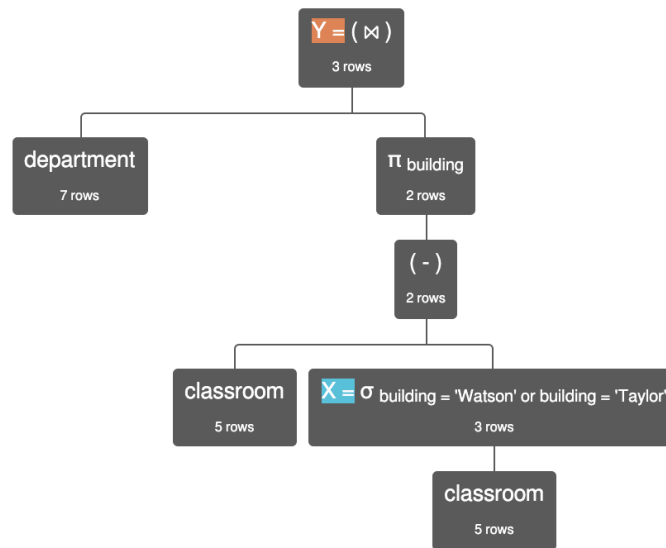 Y = ( ⋈ )
3 rows
department
7 rows
π building
2 rows
( - )
2 rows
classroom
5 rows
X = σ building = 'Watson' or building = 'Taylor'
3 rows
classroom
5 rows